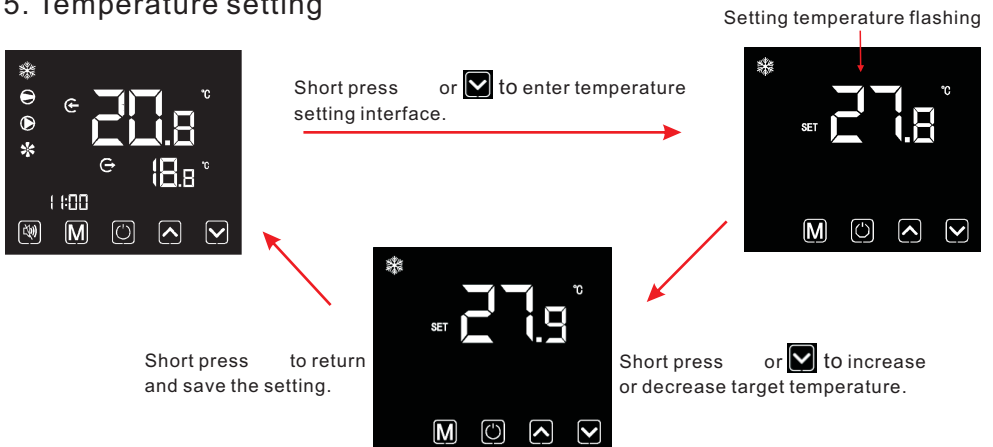 5. Temperature setting
Setting temperature flashing
20.8 ℃
18.8 ℃
11:00
M
Short press or to enter temperature
setting interface.
SET 27.8 ℃
M
Short press or to increase
or decrease target temperature.
SET 27.9 ℃
M
Short press to return
and save the setting.